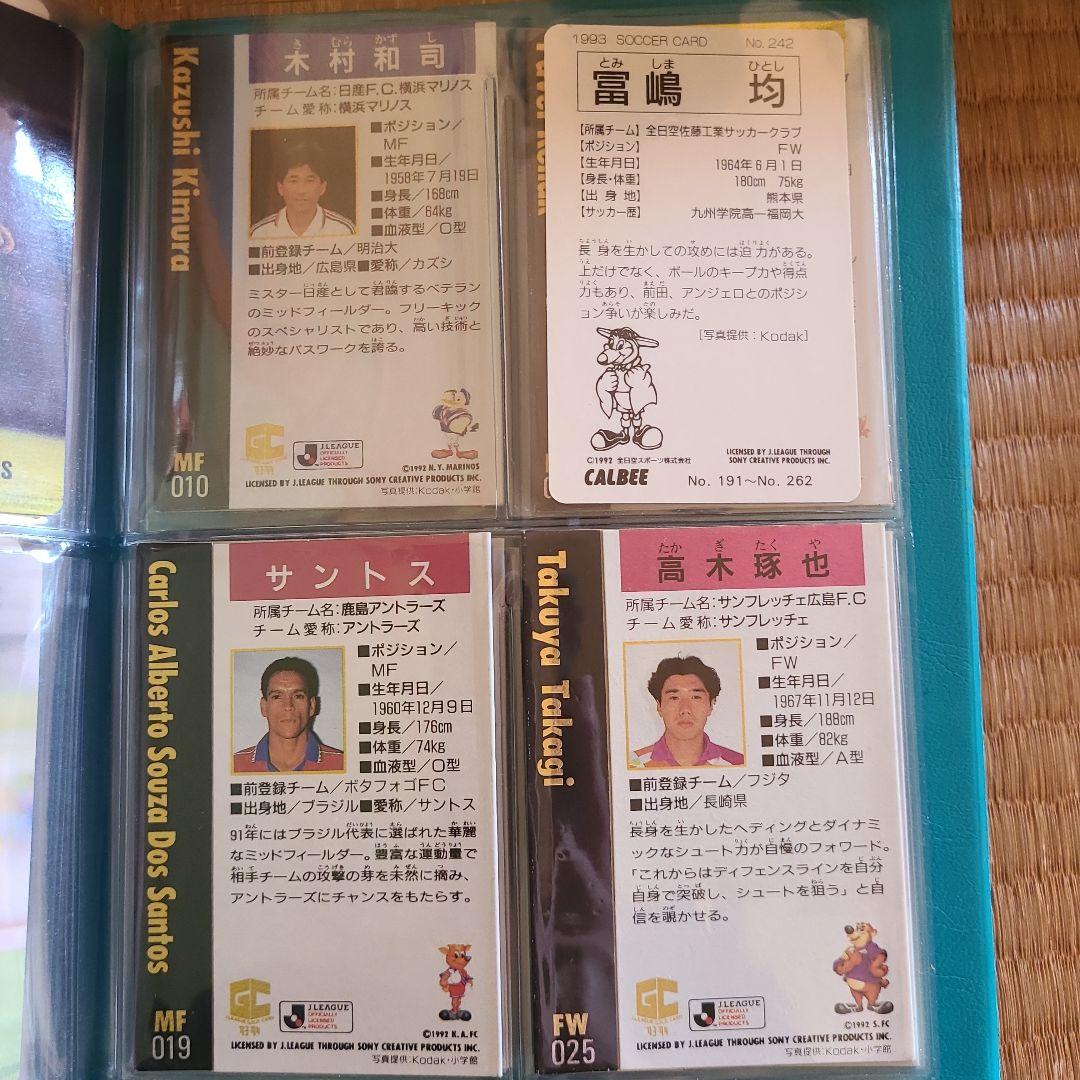 Kazushi Kimura
MF
010
き むら かず し
木村和司
所属チーム名:日産F.C.横浜マリノス
チーム愛称:横浜マリノス
■ポジション/
MF
■生年月日/
1958年7月19日
■身長/168cm
■体重/64kg
■血液型/O型
■前登録チーム/明治大
■出身地/広島県■愛称/カズシ
ミスター日産として君臨するベテラン
のミッドフィールダー。フリーキック
のスペシャリストであり、高い技術と
絶妙なパスワークを誇る。
GC
'93-'94
J.LEAGUE
OFFICIALLY
LICENSED
PRODUCTS
©1992 N.Y. MARINOS
LICENSED BY J.LEAGUE THROUGH SONY CREATIVE PRODUCTS INC.
写真提供:Kodak・小学館
1993 SOCCER CARD No. 242
とみ しま ひとし
冨嶋 均
【所属チーム】全日空佐藤工業サッカークラブ
【ポジション】 FW
【生年月日】 1964年6月1日
【身長・体重】 180cm 75kg
【出身地】 熊本県
【サッカー歴】 九州学院高ー福岡大
長身を生かしての攻めには迫力がある。
上だけでなく、ボールのキープ力や得点
力もあり、前田、アンジェロとのポジシ
ョン争いが楽しみだ。
[写真提供:Kodak]
©1992 全日空スポーツ株式会社
LICENSED BY J.LEAGUE THROUGH
SONY CREATIVE PRODUCTS INC.
CALBEE No. 191〜No. 262
S
Carlos Alberto Souza Dos Santos
MF
019
サントス
所属チーム名:鹿島アントラーズ
チーム愛称:アントラーズ
■ポジション/
MF
■生年月日/
1960年12月9日
■身長/176cm
■体重/74kg
■血液型/O型
■前登録チーム/ボタフォゴFC
■出身地/ブラジル■愛称/サントス
91年にはブラジル代表に選ばれた華麗
なミッドフィールダー。豊富な運動量で
相手チームの攻撃の芽を未然に摘み、
アントラーズにチャンスをもたらす。
GC
'93-'94
J.LEAGUE
OFFICIALLY
LICENSED
PRODUCTS
©1992 K.A.FC
LICENSED BY J.LEAGUE THROUGH SONY CREATIVE PRODUCTS INC.
写真提供:Kodak・小学館
Takuya Takagi
FW
025
たか ぎ たく や
高木琢也
所属チーム名:サンフレッチェ広島F.C
チーム愛称:サンフレッチェ
■ポジション/
FW
■生年月日/
1967年11月12日
■身長/188cm
■体重/82kg
■血液型/A型
■前登録チーム/フジタ
■出身地/長崎県
長身を生かしたヘディングとダイナミ
ックなシュート力が自慢のフォワード。
「これからはディフェンスラインを自分
自身で突破し、シュートを狙う」と自
信を覗かせる。
GC
'93-'94
J.LEAGUE
OFFICIALLY
LICENSED
PRODUCTS
©1992 S.FC
LICENSED BY J.LEAGUE THROUGH SONY CREATIVE PRODUCTS INC.
写真提供:Kodak・小学館